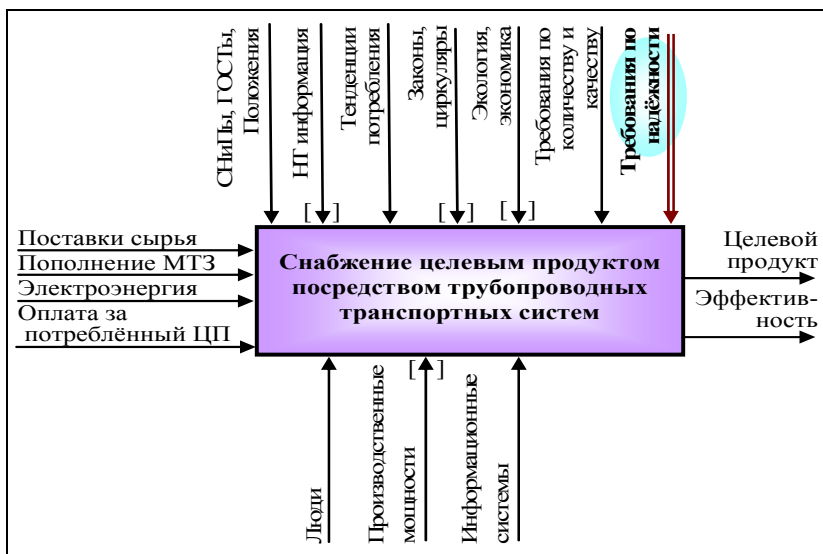 СНиПы, ГОСТы,
Положения
НТ информация
Тенденции
потребления
Законы,
циркуляры
Экология,
экономика
Требования по
количеству и
качеству
Требования по
надёжности
[ ]
[ ]
[ ]
Поставки сырья
Пополнение МТЗ
Электроэнергия
Оплата за
потреблённый ЦП
Снабжение целевым продуктом
посредством трубопроводных
транспортных систем
Целевой
продукт
Эффектив-
ность
[ ]
Люди
Производственные
мощности
Информационные
системы